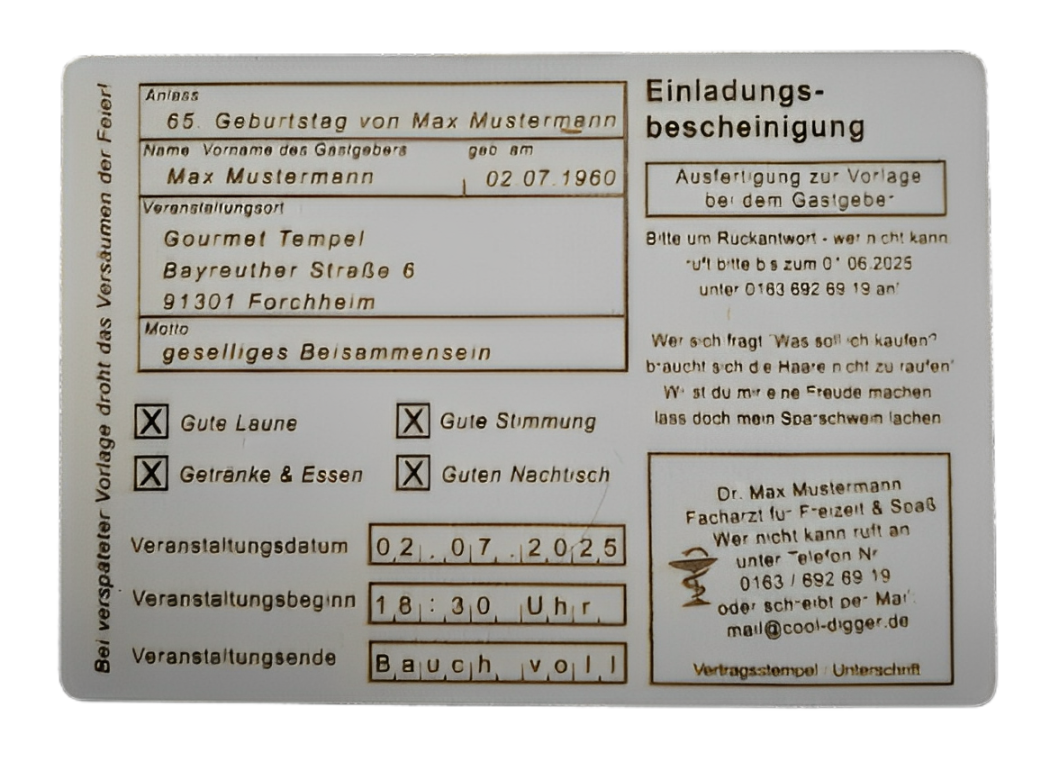 Bei verspäteter Vorlage droht das Versäumen der Feier!
Anlass
65. Geburtstag von Max Mustermann
Name Vorname des Gastgebers geb am
Max Mustermann 02 07.1960
Veranstaltungsort
Gourmet Tempel
Bayreuther Straße 6
91301 Forchheim
Motto
geselliges Beisammensein
X Gute Laune X Gute Stimmung
X Getränke & Essen X Guten Nachtisch
Veranstaltungsdatum 02.07.2025
Veranstaltungsbeginn 18:30 Uhr
Veranstaltungsende Bauch voll
Einladungs-
bescheinigung
Ausfertigung zur Vorlage
bei dem Gastgeber
Bitte um Rückantwort - wer nicht kann
ruft bitte bis zum 01 06.2025
unter 0163 692 69 19 an!
Wer sich fragt "Was soll ich kaufen?
braucht sich die Haare nicht zu raufen!
Willst du mir eine Freude machen
lass doch mein Sparschwein lachen
Dr. Max Mustermann
Facharzt für Freizeit & Spaß
Wer nicht kann ruft an
unter Telefon Nr
0163 / 692 69 19
oder schreibt per Mail:
mail@cool-digger.de
Vertragsstempel / Unterschrift